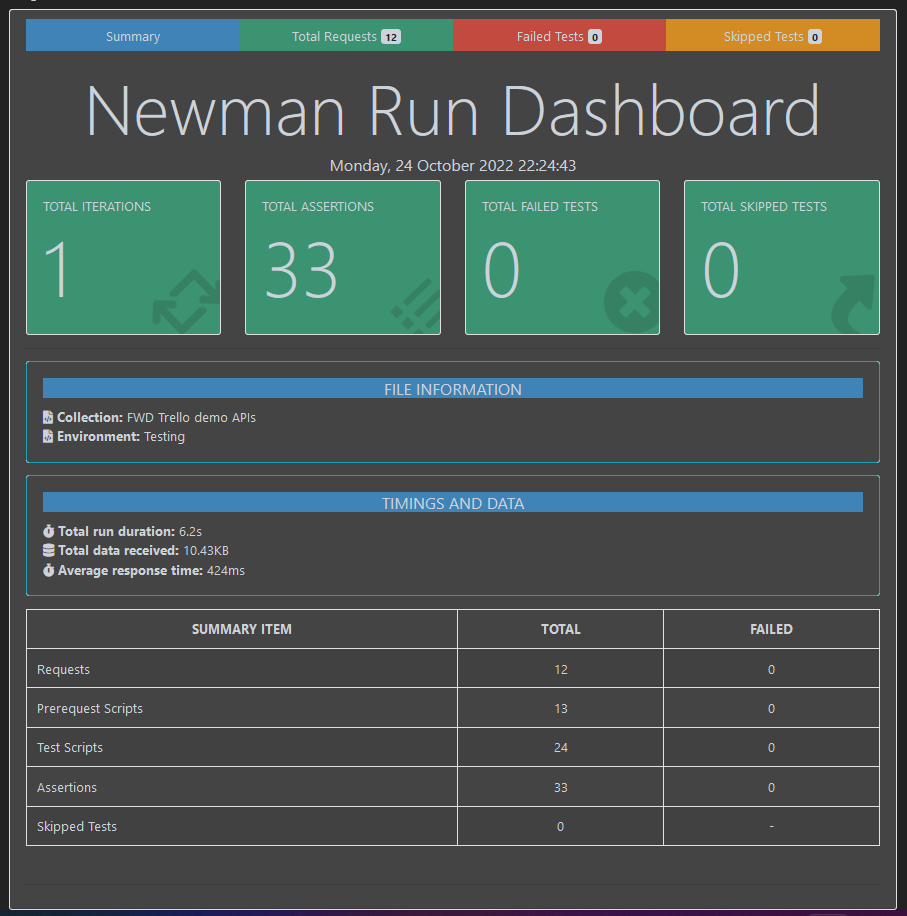 Summary Total Requests 12 Failed Tests 0 Skipped Tests 0
Newman Run Dashboard
Monday, 24 October 2022 22:24:43
TOTAL ITERATIONS TOTAL ASSERTIONS TOTAL FAILED TESTS TOTAL SKIPPED TESTS
1 33 0 0
FILE INFORMATION
Collection: FWD Trello demo APIs
Environment: Testing
TIMINGS AND DATA
Total run duration: 6.2s
Total data received: 10.43KB
Average response time: 424ms
SUMMARY ITEM TOTAL FAILED
Requests 12 0
Prerequest Scripts 13 0
Test Scripts 24 0
Assertions 33 0
Skipped Tests 0 -